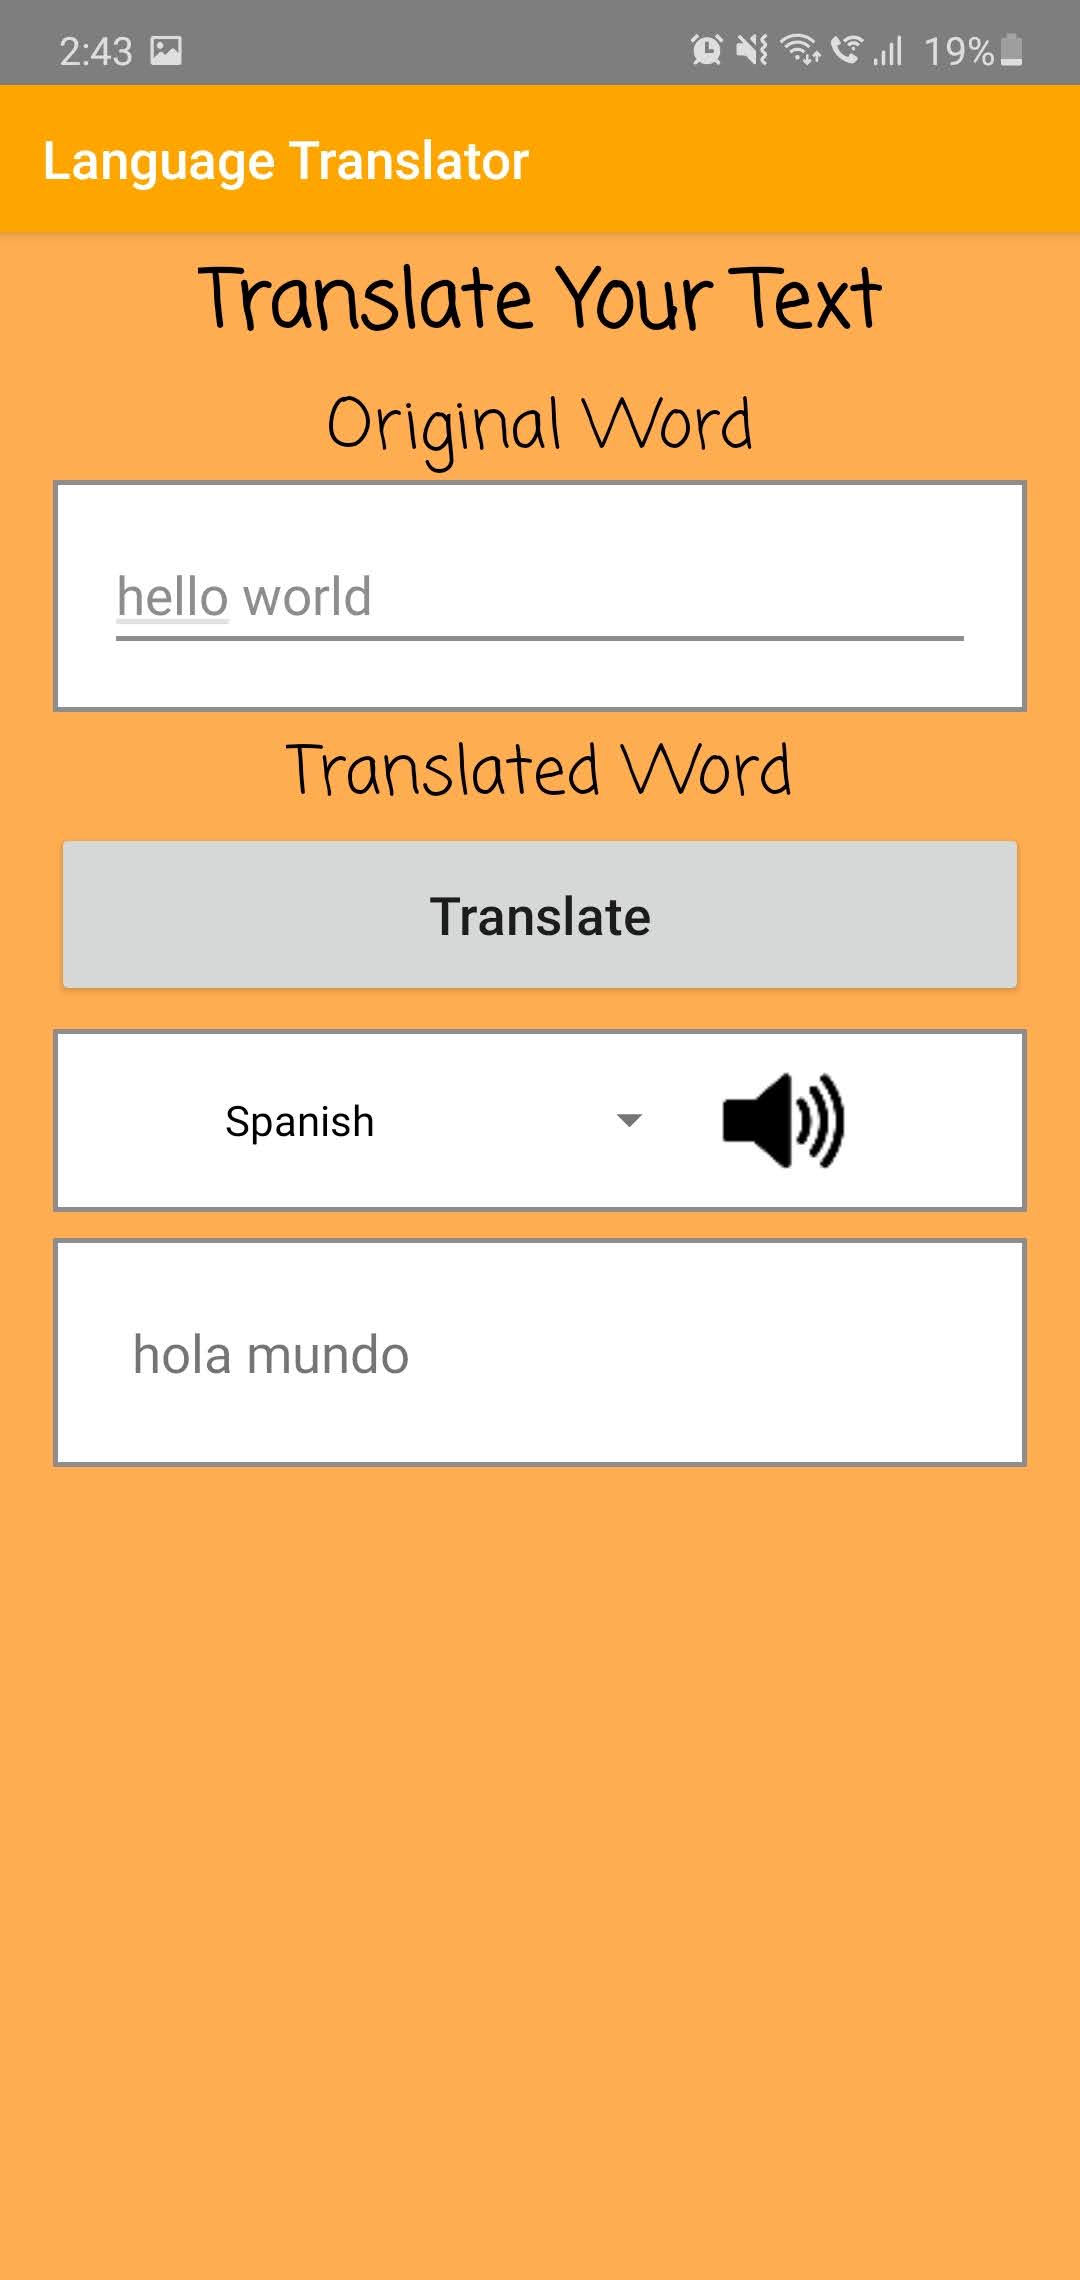 2:43 19%
Language Translator
Translate Your Text
Original Word
hello world
Translated Word
Translate
Spanish
hola mundo